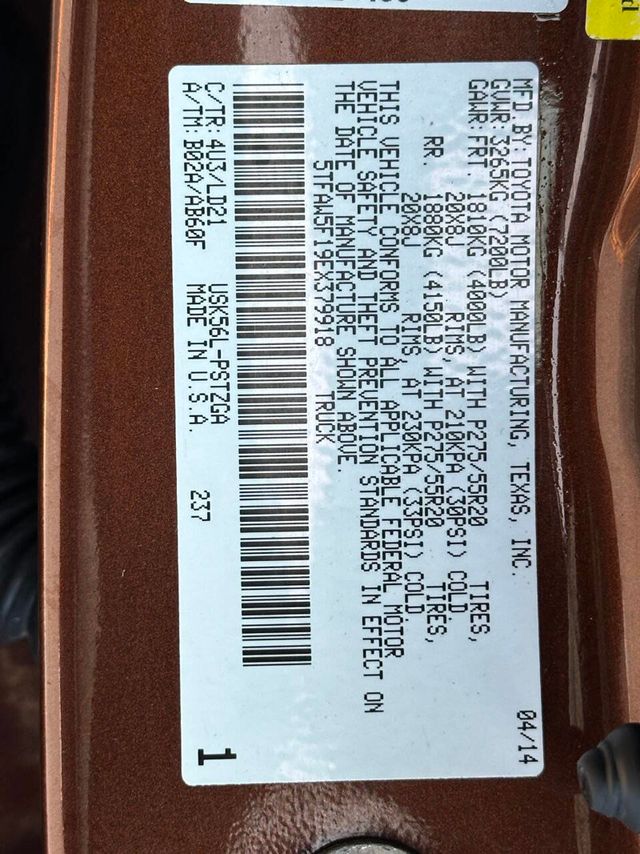 MFD BY: TOYOTA MOTOR MANUFACTURING, TEXAS, INC. 04/14
GVWR: 3265KG (7200LB)
GAWR: FRT. 1810KG (4000LB) WITH P275/55R20 TIRES,
20X8J RIMS, AT 210KPA (30PSI) COLD.
RR. 1880KG (4150LB) WITH P275/55R20 TIRES,
20X8J RIMS, AT 230KPA (33PSI) COLD.
THIS VEHICLE CONFORMS TO ALL APPLICABLE FEDERAL MOTOR
VEHICLE SAFETY AND THEFT PREVENTION STANDARDS IN EFFECT ON
THE DATE OF MANUFACTURE SHOWN ABOVE.
5TFAW5F19EX379918 TRUCK
C/TR: 4U3/LD21 USK56L-PSTZGA
A/TM: B02A/AB60F MADE IN U.S.A. 237 1